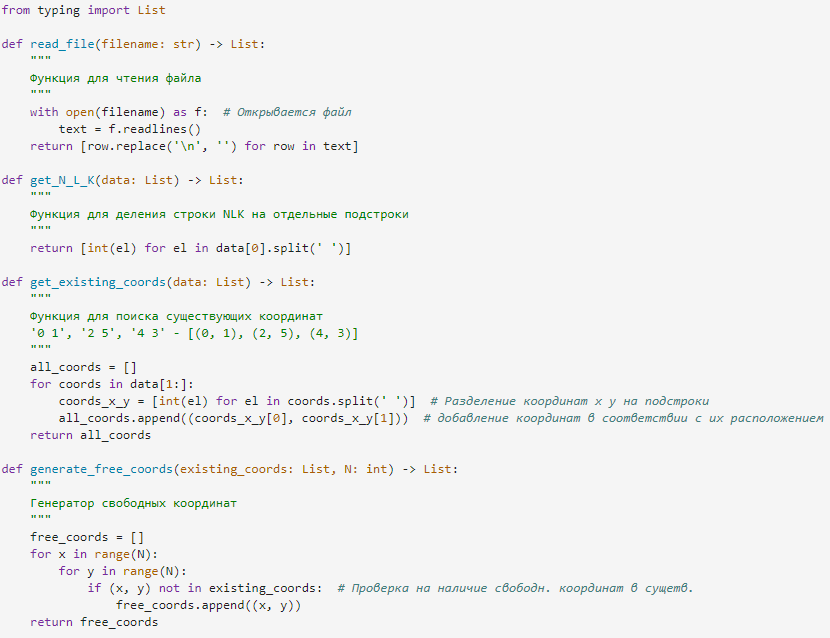 from typing import List
def read_file(filename: str) -> List:
    """
    Функция для чтения файла
    """
    with open(filename) as f:  # Открывается файл
        text = f.readlines()
    return [row.replace('\n', '') for row in text]
def get_N_L_K(data: List) -> List:
    """
    Функция для деления строки NLK на отдельные подстроки
    """
    return [int(el) for el in data[0].split(' ')]
def get_existing_coords(data: List) -> List:
    """
    Функция для поиска существующих координат
    '0 1', '2 5', '4 3' - [(0, 1), (2, 5), (4, 3)]
    """
    all_coords = []
    for coords in data[1:]:
        coords_x_y = [int(el) for el in coords.split(' ')]  # Разделение координат x y на подстроки
        all_coords.append((coords_x_y[0], coords_x_y[1]))  # добавление координат в соответствии с их расположением
    return all_coords
def generate_free_coords(existing_coords: List, N: int) -> List:
    """
    Генератор свободных координат
    """
    free_coords = []
    for x in range(N):
        for y in range(N):
            if (x, y) not in existing_coords:  # Проверка на наличие свободн. координат в сущетв.
                free_coords.append((x, y))
    return free_coords